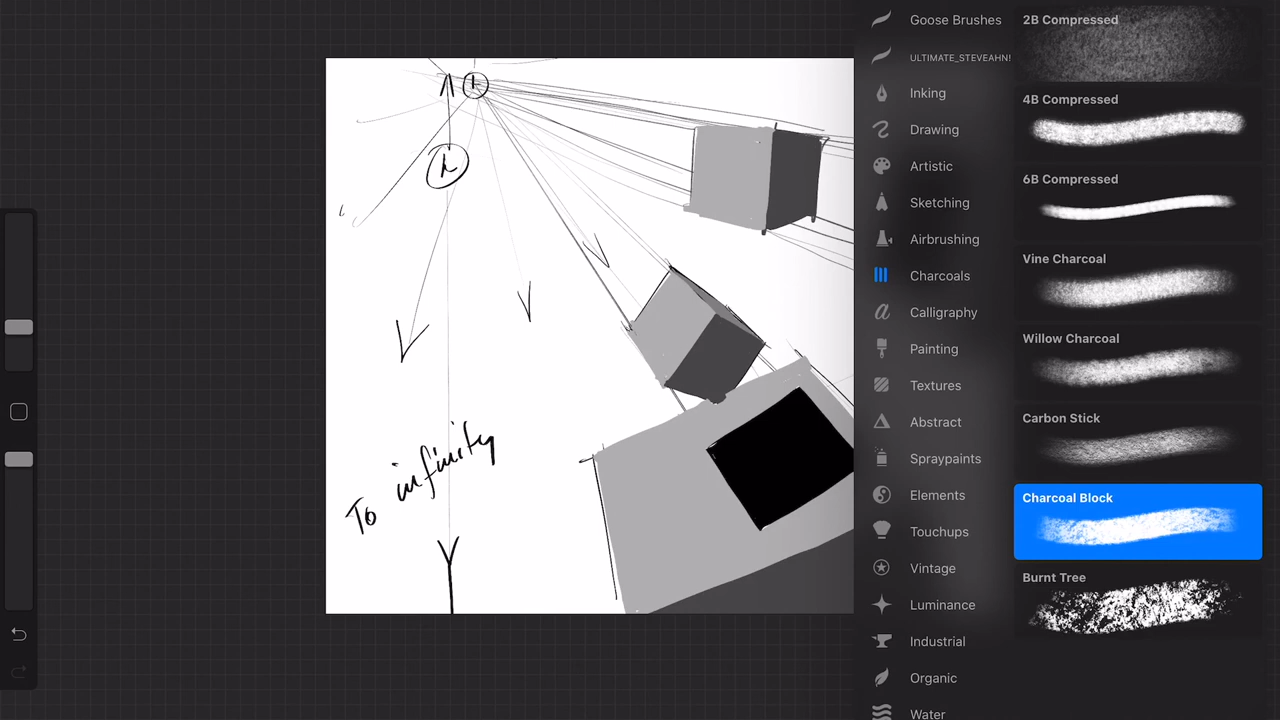 Goose Brushes
ULTIMATE_STEVEAHN!
Inking
Drawing
Artistic
Sketching
Airbrushing
Charcoals
Calligraphy
Painting
Textures
Abstract
Spraypaints
Elements
Touchups
Vintage
Luminance
Industrial
Organic
Water
2B Compressed
4B Compressed
6B Compressed
Vine Charcoal
Willow Charcoal
Carbon Stick
Charcoal Block
Burnt Tree
To infinity